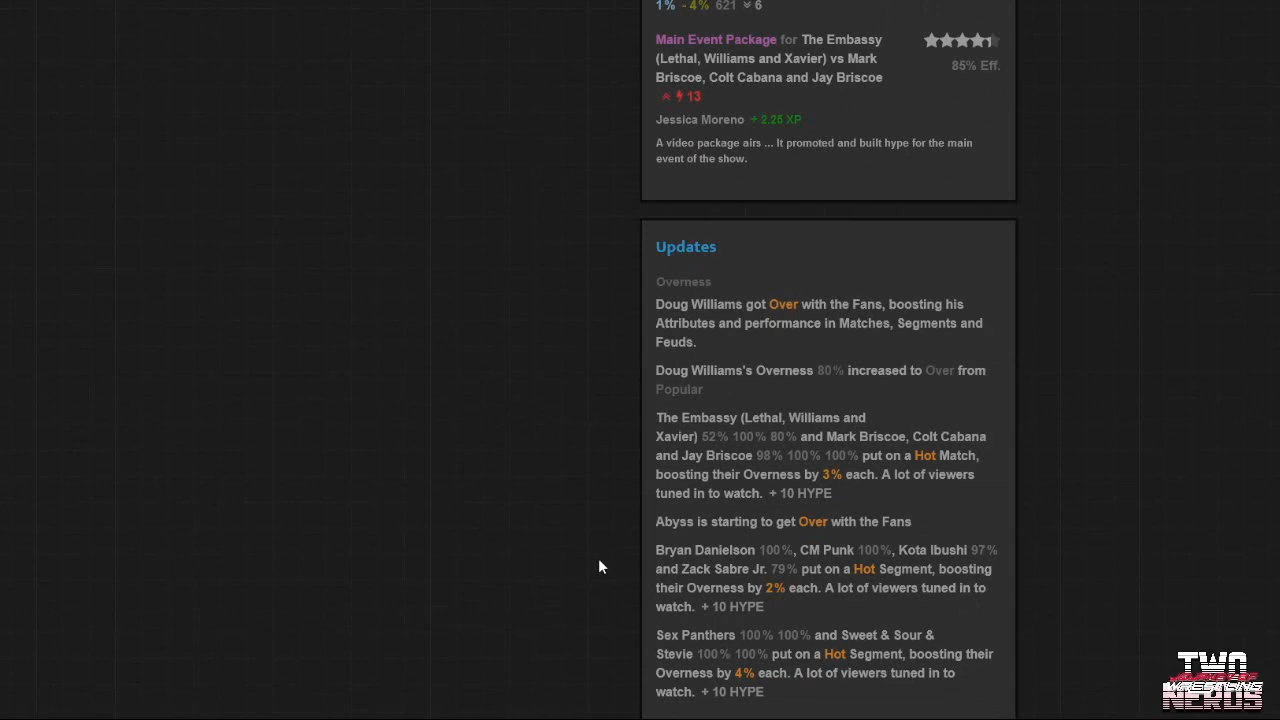 1% - 4% 621 6
Main Event Package for The Embassy
(Lethal, Williams and Xavier) vs Mark
Briscoe, Colt Cabana and Jay Briscoe
13
85% Eff.
Jessica Moreno + 2.25 XP
A video package airs ... It promoted and built hype for the main
event of the show.
Updates
Overness
Doug Williams got Over with the Fans, boosting his
Attributes and performance in Matches, Segments and
Feuds.
Doug Williams's Overness 80% increased to Over from
Popular
The Embassy (Lethal, Williams and
Xavier) 52% 100% 80% and Mark Briscoe, Colt Cabana
and Jay Briscoe 98% 100% 100% put on a Hot Match,
boosting their Overness by 3% each. A lot of viewers
tuned in to watch. + 10 HYPE
Abyss is starting to get Over with the Fans
Bryan Danielson 100%, CM Punk 100%, Kota Ibushi 97%
and Zack Sabre Jr. 79% put on a Hot Segment, boosting
their Overness by 2% each. A lot of viewers tuned in to
watch. + 10 HYPE
Sex Panthers 100% 100% and Sweet & Sour &
Stevie 100% 100% put on a Hot Segment, boosting their
Overness by 4% each. A lot of viewers tuned in to
watch. + 10 HYPE
TWO
WRESTLING
NERDS